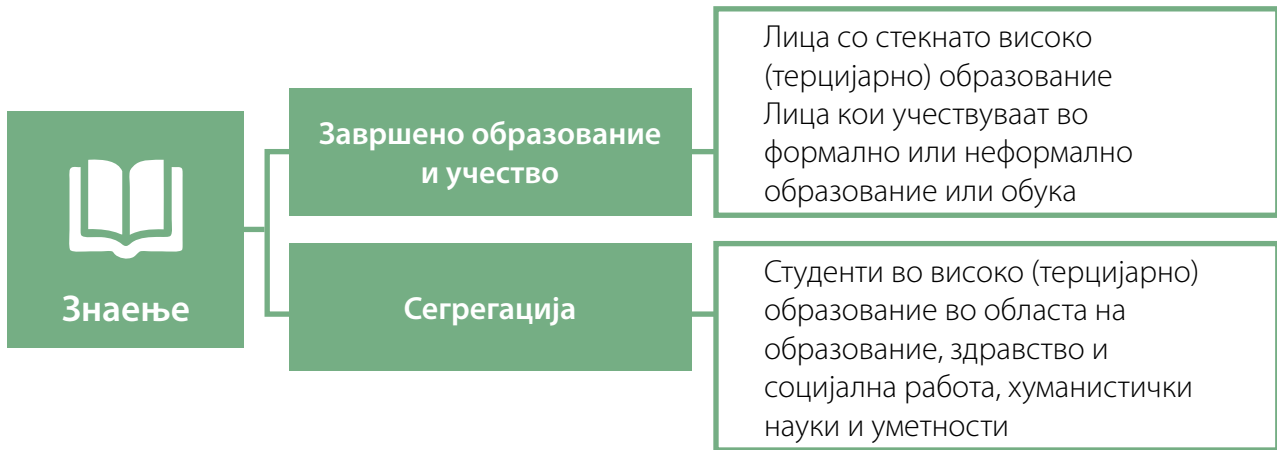 Знаење
Завршено образование
и учество
Лица со стекнато високо
(терцијарно) образование
Лица кои учествуваат во
формално или неформално
образование или обука
Сегрегација
Студенти во високо (терцијарно)
образование во областа на
образование, здравство и
социјална работа, хуманистички
науки и уметности